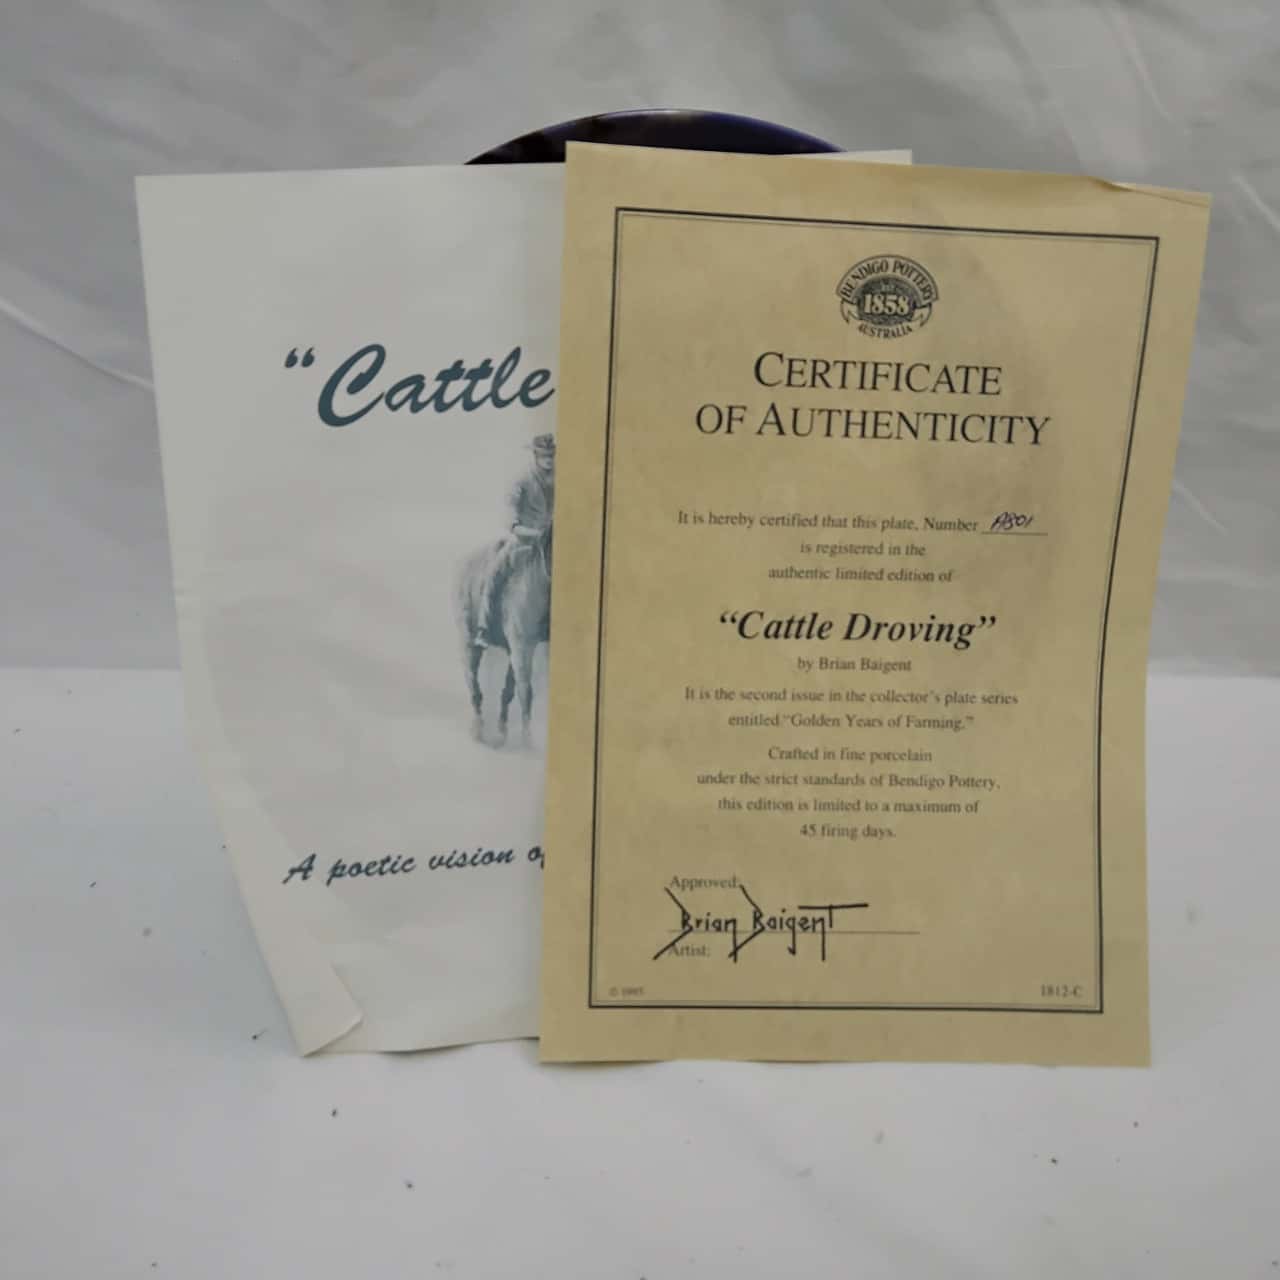 “Cattle
A poetic vision
BENDIGO POTTERY
EST
1858
AUSTRALIA
CERTIFICATE
OF AUTHENTICITY
It is hereby certified that this plate, Number A801
is registered in the
authentic limited edition of
“Cattle Droving”
by Brian Baigent
It is the second issue in the collector's plate series
entitled “Golden Years of Farming.”
Crafted in fine porcelain
under the strict standards of Bendigo Pottery,
this edition is limited to a maximum of
45 firing days.
Approved:
Brian Baigent
Artist:
© 1995
1812-C